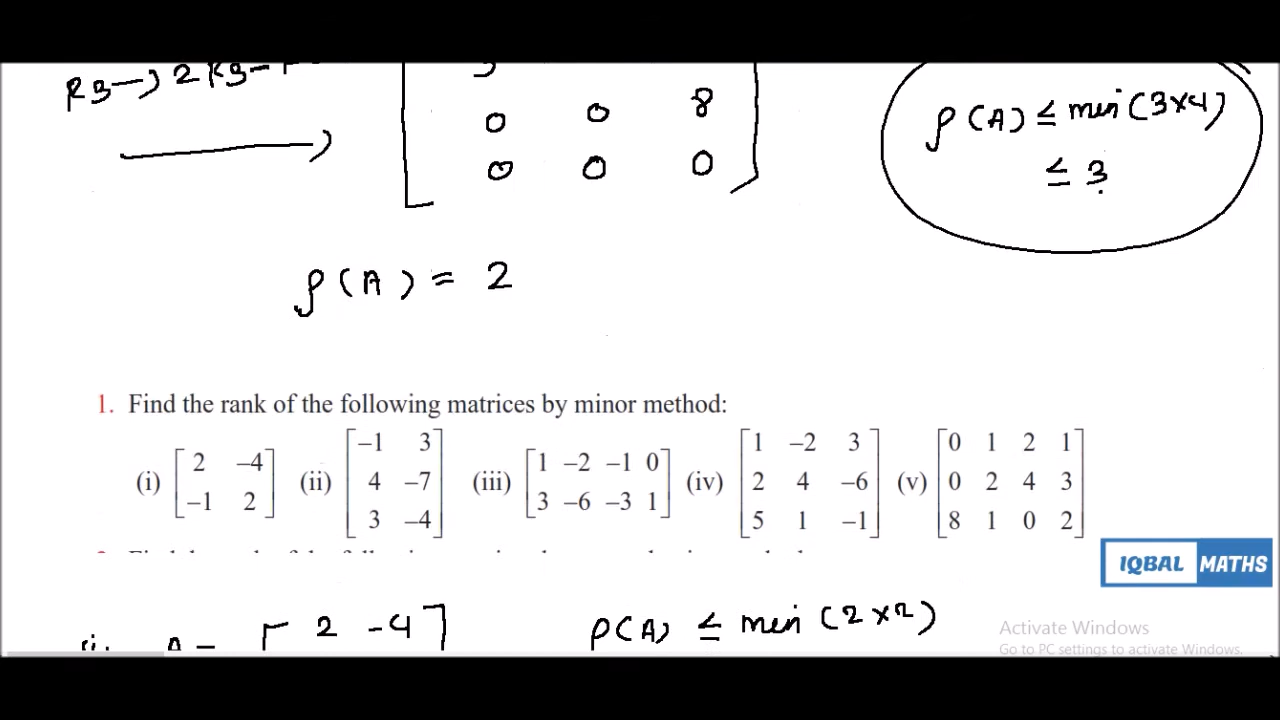 R3 → 2R3 –
0 0 8
0 0 0
ρ(A) ≤ min (3×4)
≤ 3
ρ(A) = 2
1. Find the rank of the following matrices by minor method:
(i) [2 –4
–1 2]
(ii) [–1 3
4 –7
3 –4]
(iii) [1 –2 –1 0
3 –6 –3 1]
(iv) [1 –2 3
2 4 –6
5 1 –1]
(v) [0 1 2 1
0 2 4 3
8 1 0 2]
IQBAL MATHS
A = [2 –4]
ρ(A) ≤ min (2×2)
Activate Windows
Go to PC settings to activate Windows.